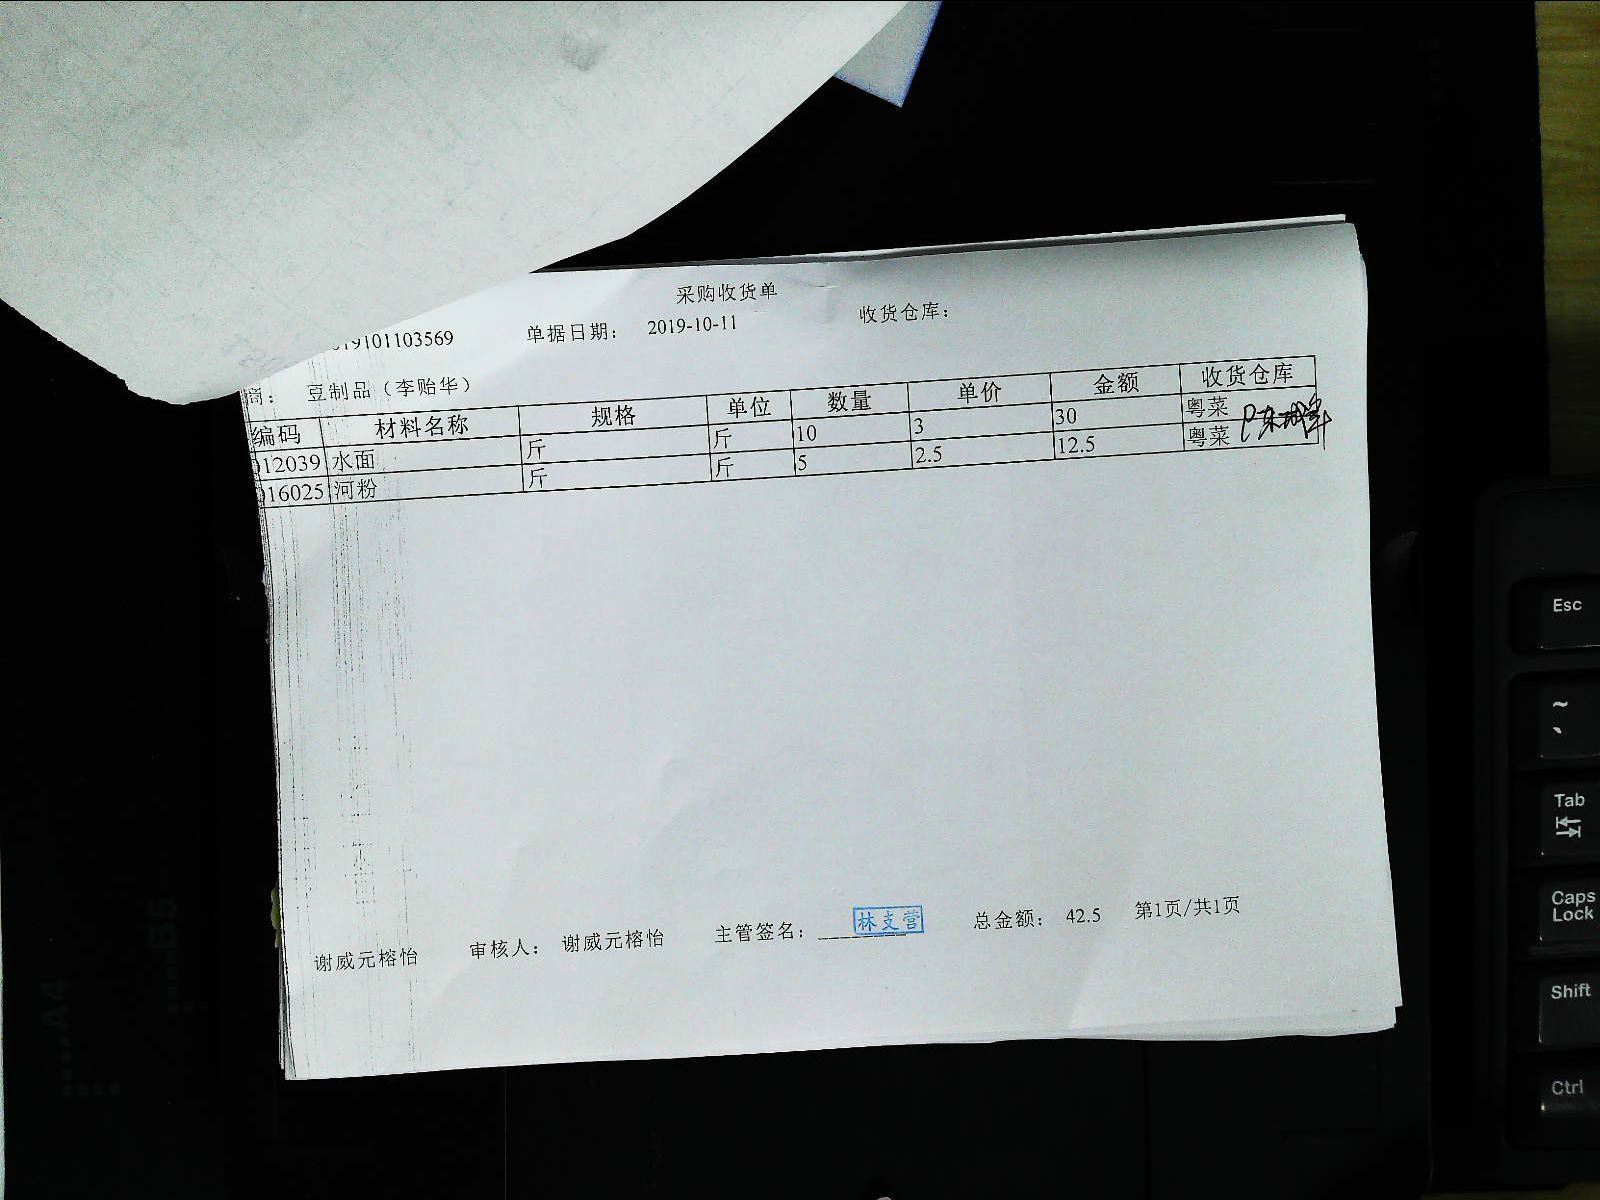 采购收货单
19101103569 单据日期： 2019-10-11 收货仓库：
商： 豆制品（李贻华）
编码 材料名称 规格 单位 数量 单价 金额 收货仓库
12039 水面 斤 斤 10 3 30 粤菜
16025 河粉 斤 斤 5 2.5 12.5 粤菜
谢威元榕怡 审核人： 谢威元榕怡 主管签名： 林支营 总金额： 42.5 第1页/共1页
Esc
~
、
Tab
Caps
Lock
Shift
Ctrl
A4
B5